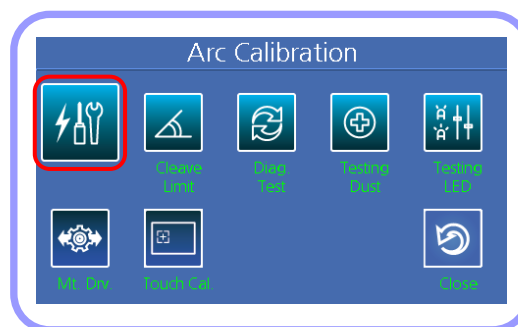 Arc Calibration
Cleave
Limit
Diag.
Test
Testing
Dust
Testing
LED
Mt. Drv.
Touch Cal.
Close